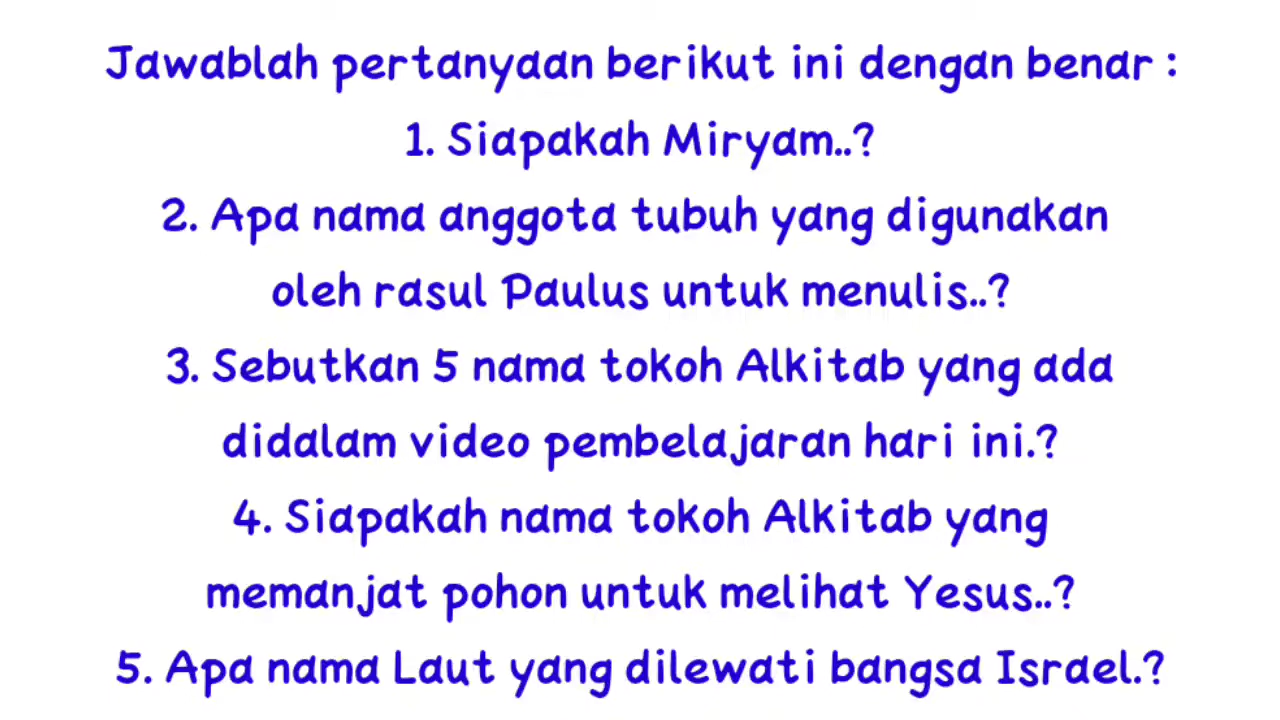 Jawablah pertanyaan berikut ini dengan benar :
1. Siapakah Miryam..?
2. Apa nama anggota tubuh yang digunakan
oleh rasul Paulus untuk menulis..?
3. Sebutkan 5 nama tokoh Alkitab yang ada
didalam video pembelajaran hari ini.?
4. Siapakah nama tokoh Alkitab yang
memanjat pohon untuk melihat Yesus..?
5. Apa nama Laut yang dilewati bangsa Israel.?